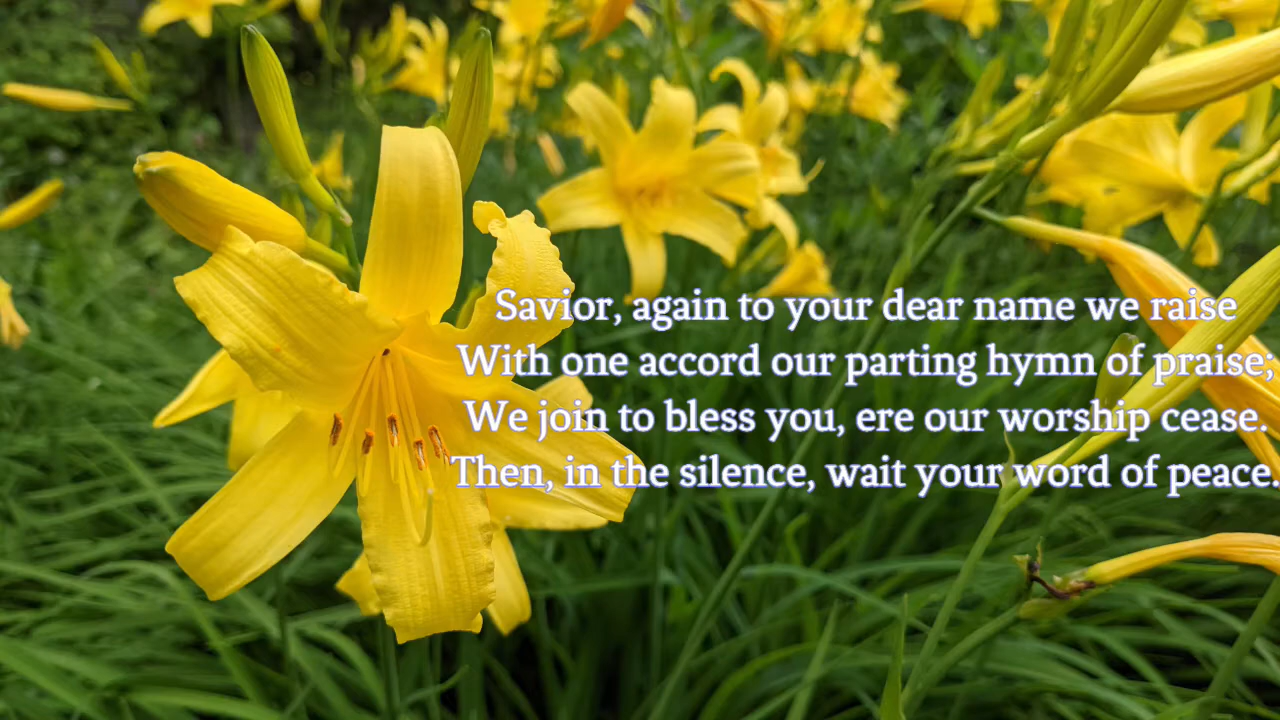 Savior, again to your dear name we raise
With one accord our parting hymn of praise;
We join to bless you, ere our worship cease.
Then, in the silence, wait your word of peace.